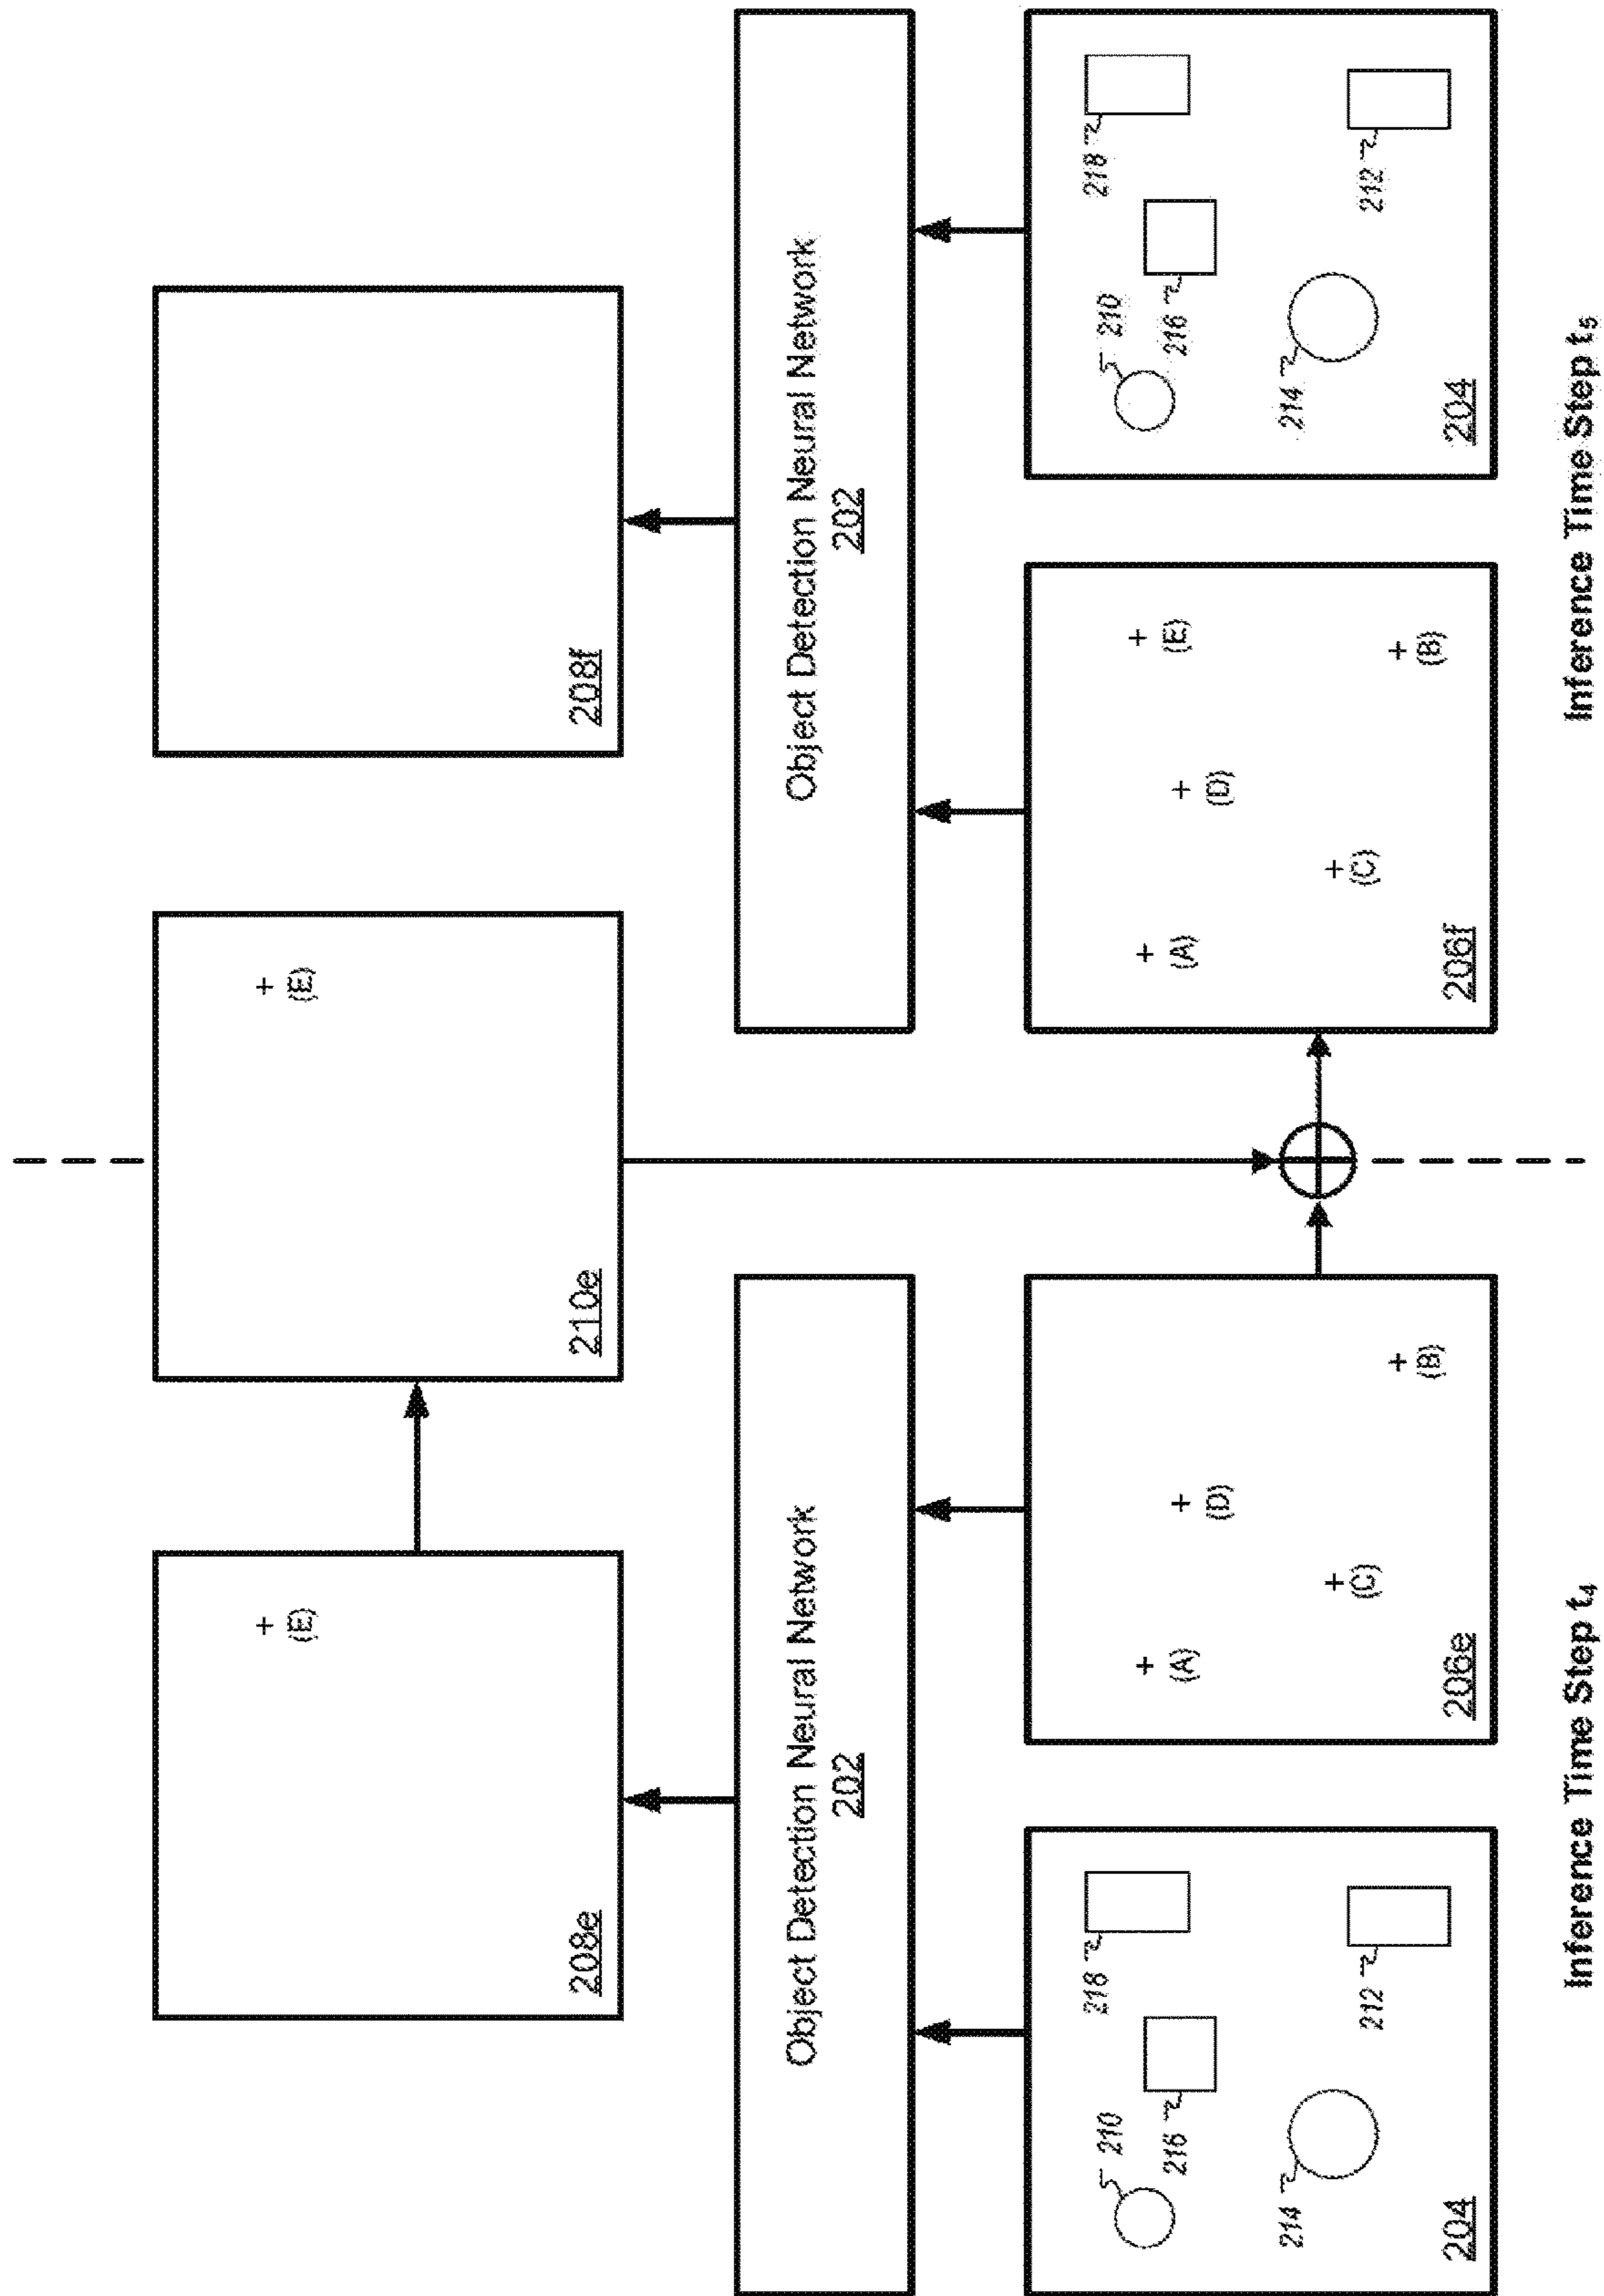 (E)
208e
(E)
210e
208f
Object Detection Neural Network
202
Object Detection Neural Network
202
210
218
216
214
212
204
(A)
(D)
(C)
(B)
206e
(A)
(D)
(E)
(C)
(B)
206f
210
218
216
214
212
204
Inference Time Step t4
Inference Time Step t5